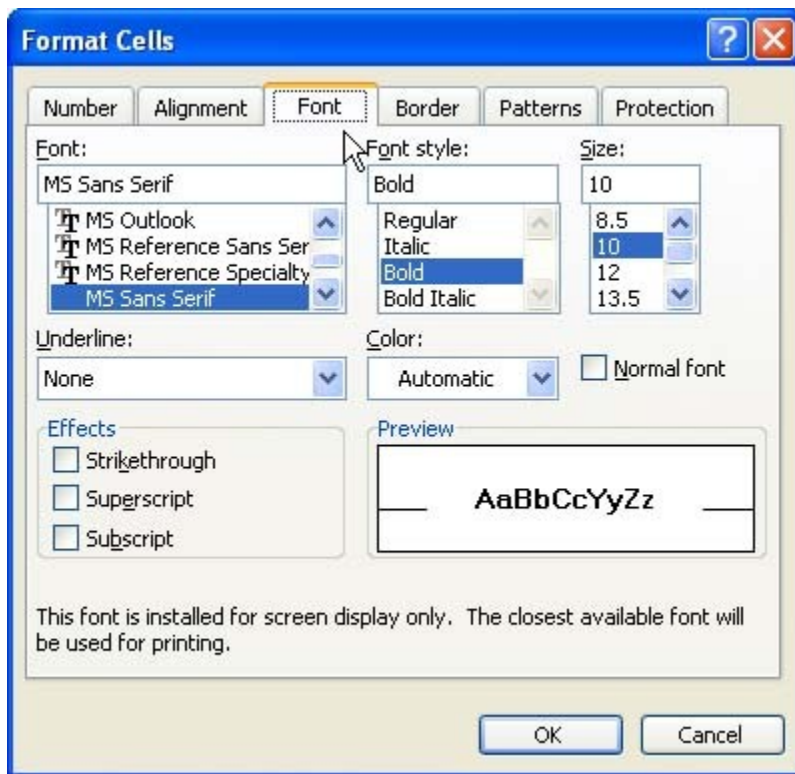 Format Cells
Number Alignment Font Border Patterns Protection
Font: Font style: Size:
MS Sans Serif Bold 10
MS Outlook Regular 8.5
MS Reference Sans Ser Italic 10
MS Reference Specialty Bold 12
MS Sans Serif Bold Italic 13.5
Underline: Color:
None Automatic Normal font
Effects Preview
Strikethrough
Superscript AaBbCcYyZz
Subscript
This font is installed for screen display only. The closest available font will
be used for printing.
OK Cancel